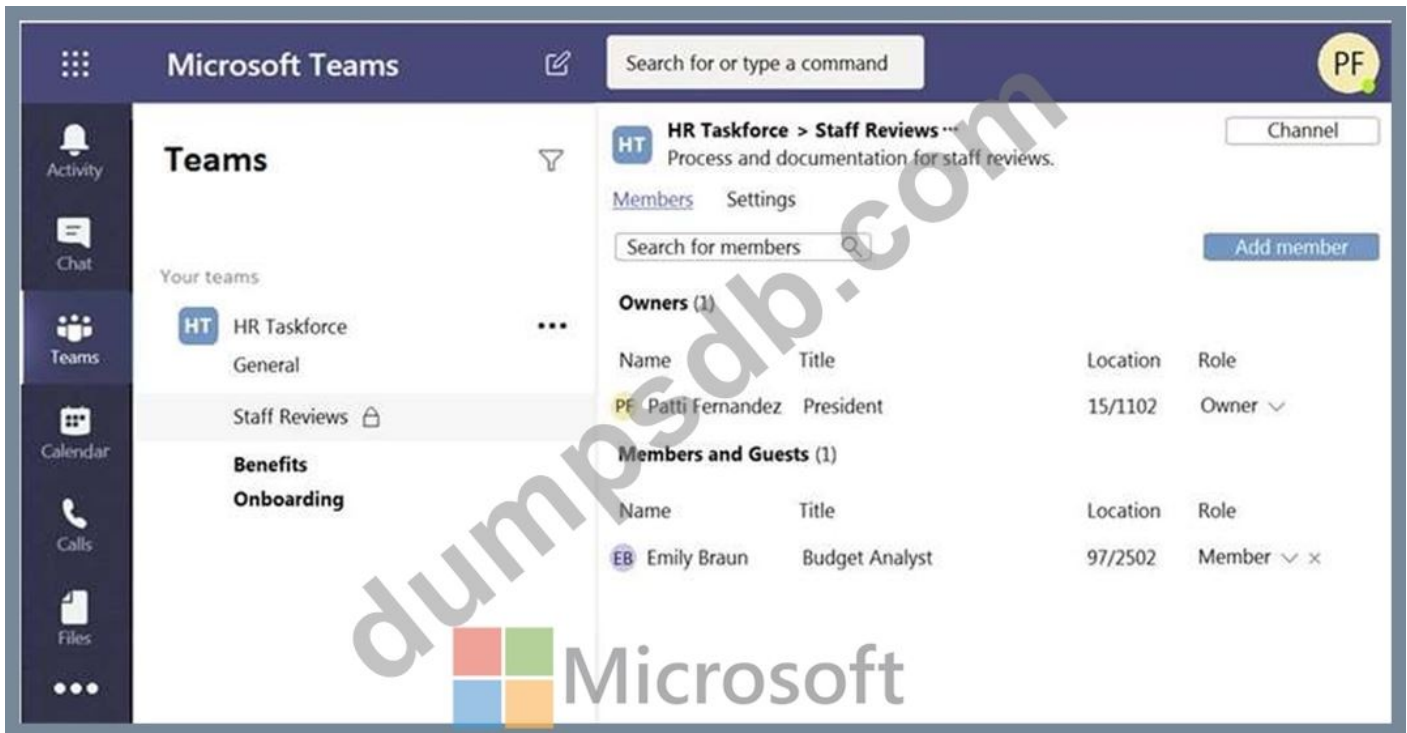 Microsoft Teams
Search for or type a command
PF
Activity
Chat
Teams
Calendar
Calls
Files
Teams
Your teams
HT HR Taskforce
General
Staff Reviews
Benefits
Onboarding
HT HR Taskforce > Staff Reviews ···
Channel
Process and documentation for staff reviews.
Members Settings
Search for members
Add member
Owners (1)
Name Title Location Role
PF Patti Fernandez President 15/1102 Owner
Members and Guests (1)
Name Title Location Role
EB Emily Braun Budget Analyst 97/2502 Member ×
dumpsdb.com
Microsoft